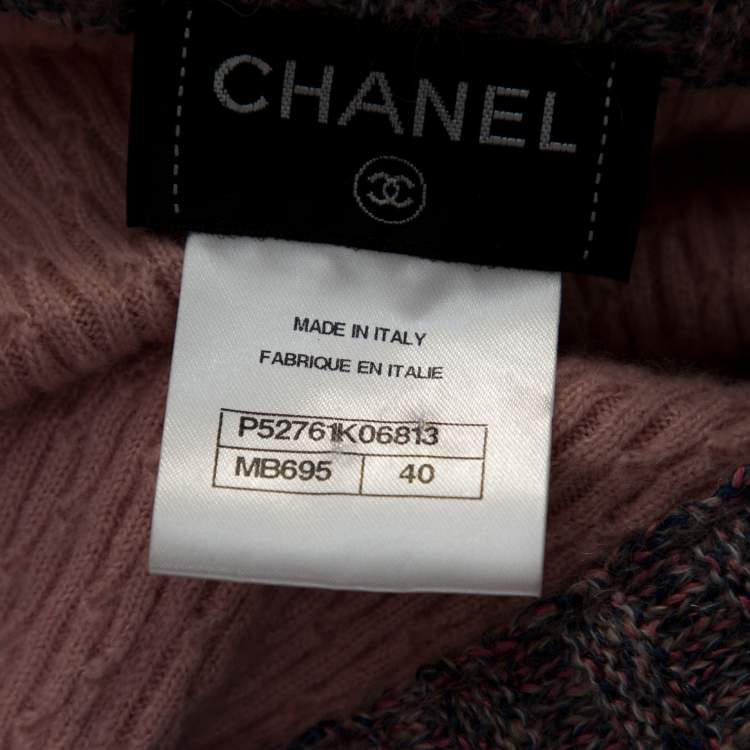 CHANEL
MADE IN ITALY
FABRIQUE EN ITALIE
P52761K06813
MB695 40